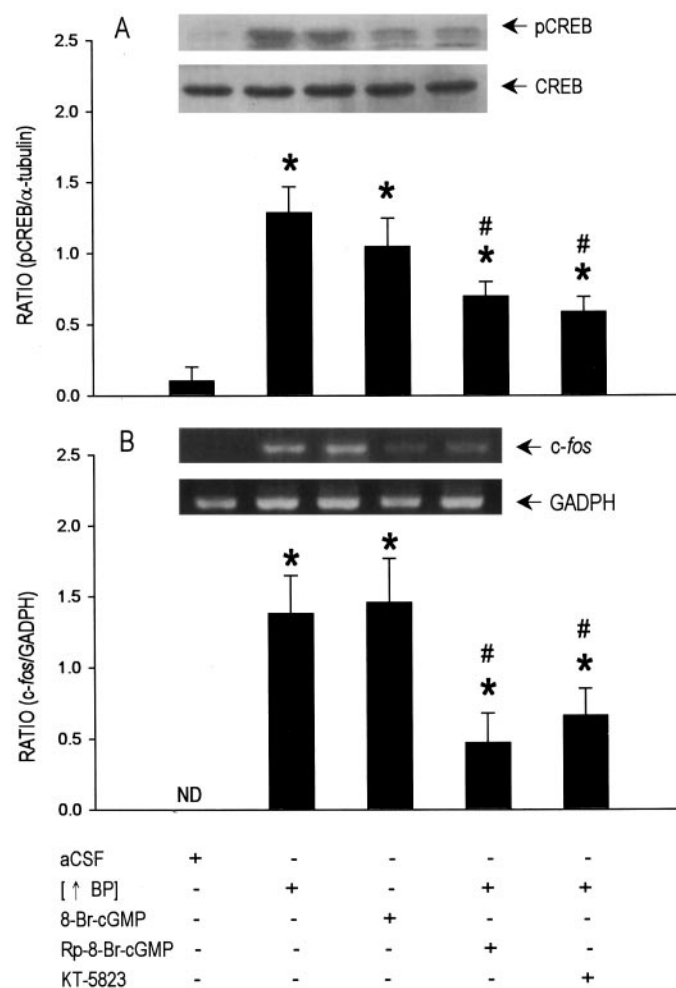 A
pCREB
CREB
RATIO (pCREB/α-tubulin)
2.5
2.0
1.5
1.0
0.5
0.0
*
*
#
*
#
*
B
c-fos
GADPH
RATIO (c-fos/GADPH)
2.5
2.0
1.5
1.0
0.5
0.0
ND
*
*
#
*
#
*
aCSF + - - - -
[ ↑ BP] - + - + +
8-Br-cGMP - - + - -
Rp-8-Br-cGMP - - - + -
KT-5823 - - - - +